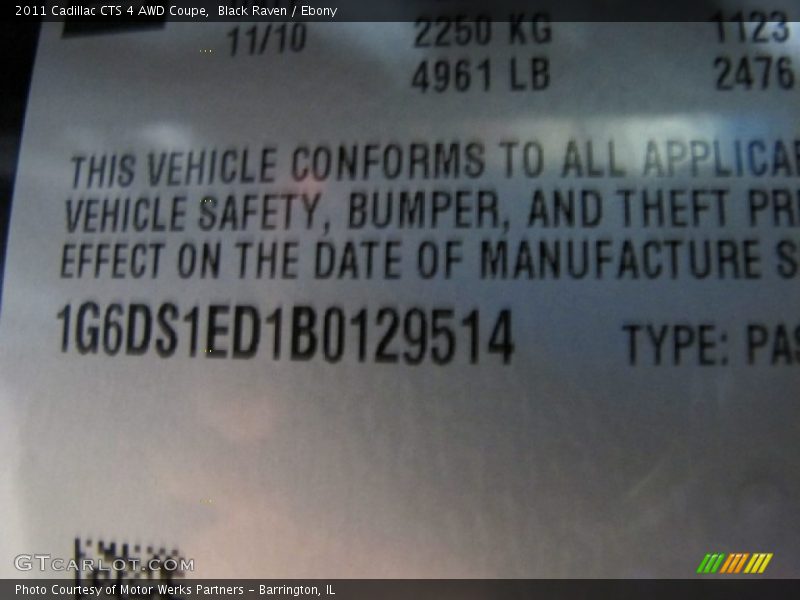 2011 Cadillac CTS 4 AWD Coupe, Black Raven / Ebony
11/10 2250 KG 1123
4961 LB 2476
THIS VEHICLE CONFORMS TO ALL APPLICA
VEHICLE SAFETY, BUMPER, AND THEFT PR
EFFECT ON THE DATE OF MANUFACTURE S
1G6DS1ED1B0129514 TYPE: PAS
GTCarLot.com
Photo Courtesy of Motor Werks Partners - Barrington, IL